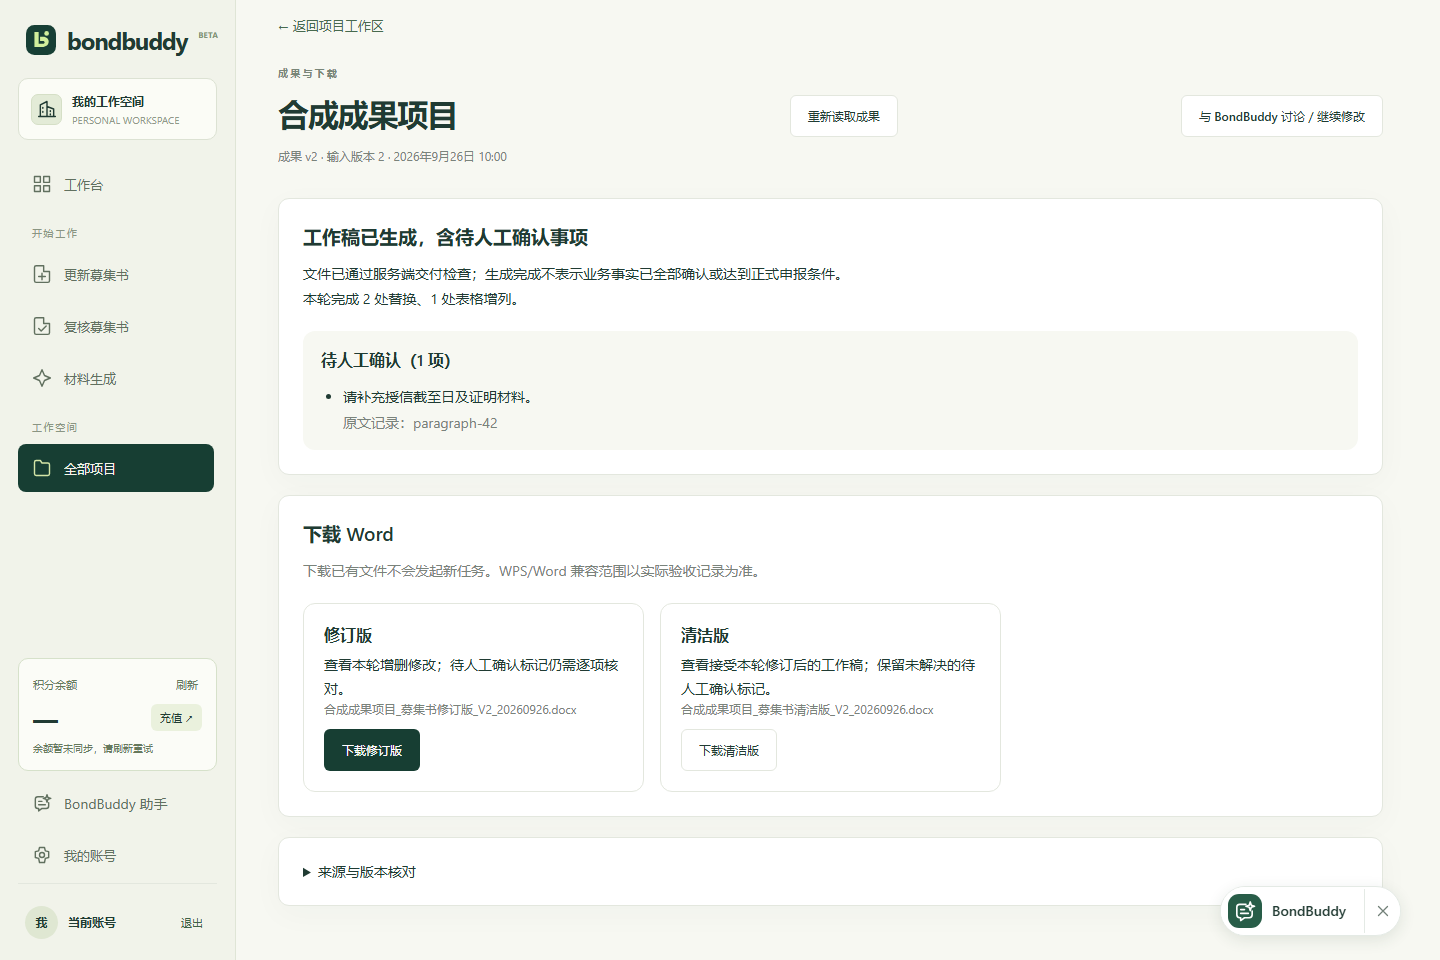 bondbuddy BETA
我的工作空间
PERSONAL WORKSPACE
工作台
开始工作
更新募集书
复核募集书
材料生成
工作空间
全部项目
积分余额 刷新
—
充值 ↗
余额暂未同步，请刷新重试
BondBuddy 助手
我的账号
我 当前账号 退出
← 返回项目工作区
成果与下载
合成成果项目
重新读取成果
与 BondBuddy 讨论 / 继续修改
成果 v2 · 输入版本 2 · 2026年9月26日 10:00
工作稿已生成，含待人工确认事项
文件已通过服务端交付检查；生成完成不表示业务事实已全部确认或达到正式申报条件。
本轮完成 2 处替换、1 处表格增列。
待人工确认（1 项）
• 请补充授信截至日及证明材料。
原文记录：paragraph-42
下载 Word
下载已有文件不会发起新任务。WPS/Word 兼容范围以实际验收记录为准。
修订版
查看本轮增删修改；待人工确认标记仍需逐项核
对。
合成成果项目_募集书修订版_V2_20260926.docx
下载修订版
清洁版
查看接受本轮修订后的工作稿；保留未解决的待
人工确认标记。
合成成果项目_募集书清洁版_V2_20260926.docx
下载清洁版
▶ 来源与版本核对
BondBuddy